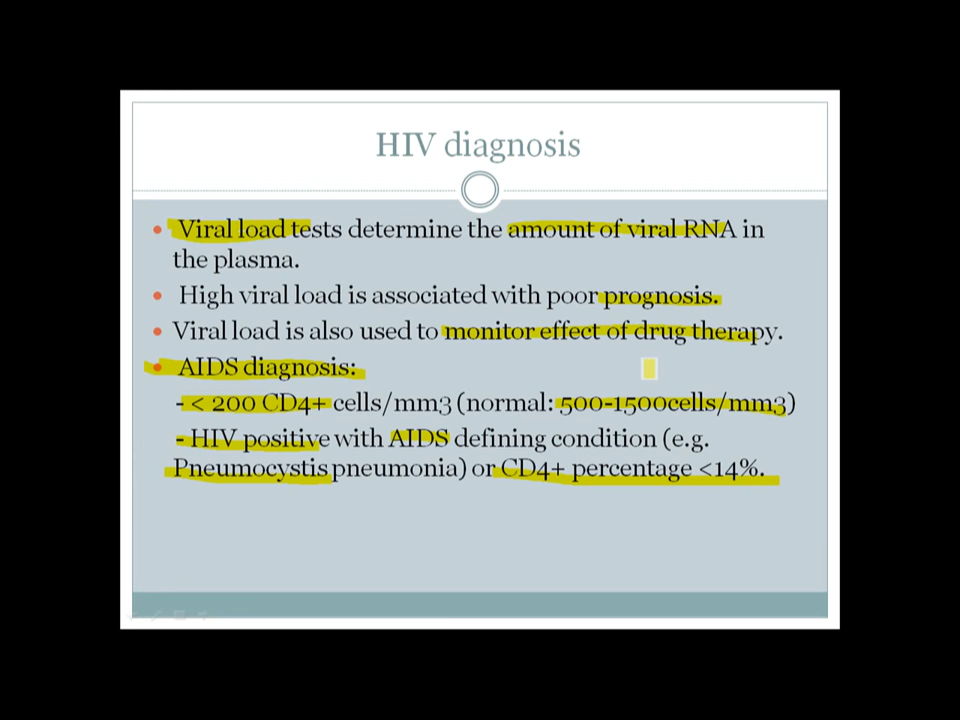 HIV diagnosis
• Viral load tests determine the amount of viral RNA in
the plasma.
• High viral load is associated with poor prognosis.
• Viral load is also used to monitor effect of drug therapy.
• AIDS diagnosis:
- < 200 CD4+ cells/mm3 (normal: 500-1500cells/mm3)
- HIV positive with AIDS defining condition (e.g.
Pneumocystis pneumonia) or CD4+ percentage <14%.